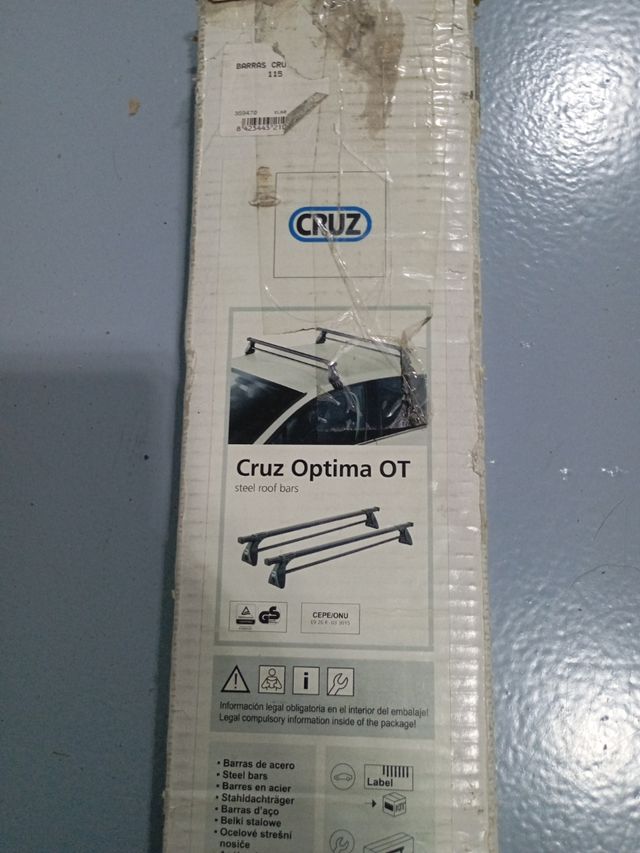 BARRAS CRU
115
CRUZ
Cruz Optima OT
steel roof bars
GS
CEPE/ONU
Información legal obligatoria en el interior del embalaje!
Legal compulsory information inside of the package!
• Barras de acero
• Steel bars
• Barres en acier
• Stahldachträger
• Barras d'aço
• Belki stalowe
• Ocelové strešní
nosiče
Label